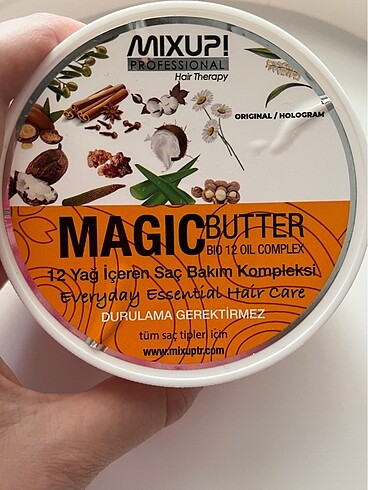 MIXUP!
PROFESSIONAL
Hair Therapy
ORIGINAL / HOLOGRAM
MAGIC BUTTER
BIO 12 OIL COMPLEX
12 Yağ İçeren Saç Bakım Kompleksi
Everyday Essential Hair Care
DURULAMA GEREKTİRMEZ
tüm saç tipleri için
www.mixuptr.com